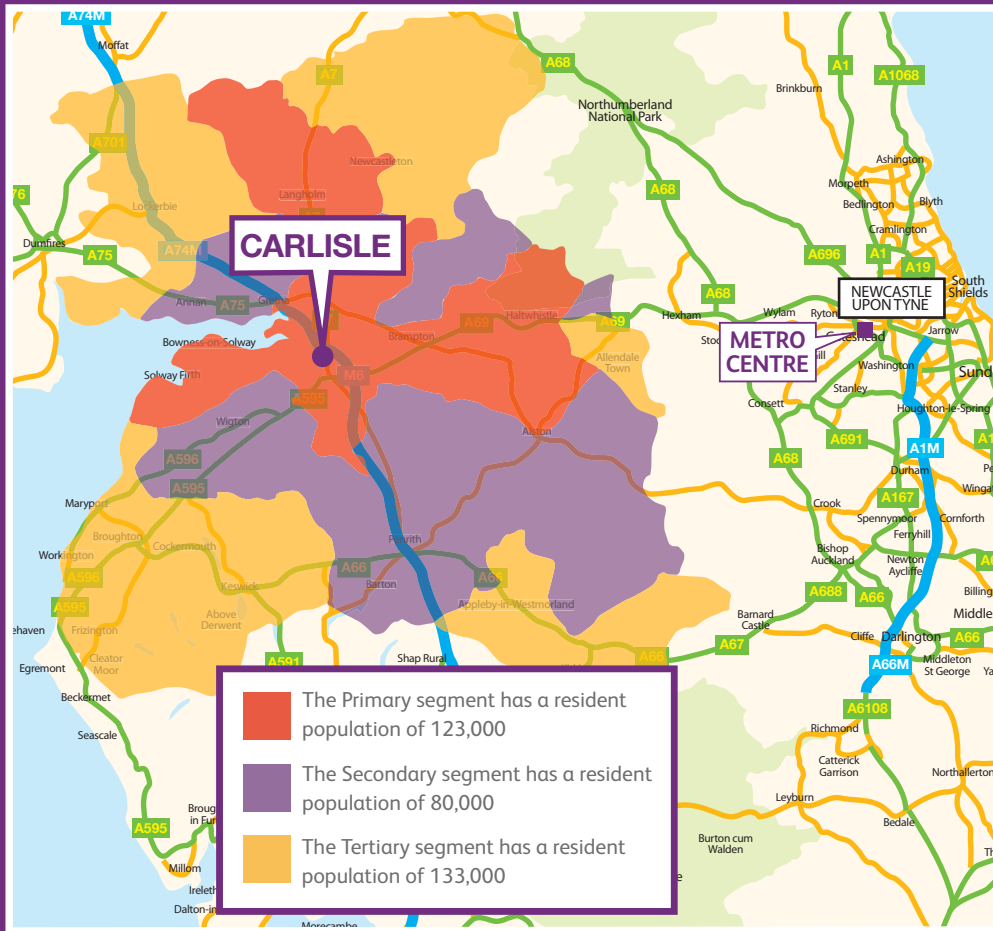 A74M
Moffat
A7
A68
A1
A1068
Brinkburn
Northumberland
National Park
A701
Newcastleton
Ashington
Langholm
A68
Morpeth
Blyth
Bedlington
76
Lockerbie
Cramlington
CARLISLE
Dumfires
A74M
A75
A696
A1
A19
South
Shields
Annan
A75
Gretna
A68
NEWCASTLE
UPON TYNE
Hexham
Wylam
Ryton
A69
Haltwhistle
A69
Bowness-on-Solway
Brampton
METRO
CENTRE
Jarrow
Allendale
Town
Solway Firth
M6
Washington
Stanley
Consett
A595
Houghton-le-Spring
Wigton
Alston
A691
A1M
A596
A68
Durham
A595
A167
Maryport
Crook
Spennymoor
Cornforth
Broughton
Cockermouth
Penrith
Ferryhill
Workington
Bishop
Auckland
Newton
Aycliffe
A596
Keswick
A66
Barton
A595
Appleby-in-Westmorland
A688
A66
Above
Derwent
Barnard
Castle
ehaven
Frizington
A67
Cliffe
Darlington
A66
Cleator
Moor
A591
Shap Rural
A66
A66M
Middleton
St George
Egremont
Beckermet
A6108
Seascale
Richmond
Catterick
Garrison
Northallerton
Leyburn
Bedale
A595
Burton cum
Walden
Millom
Morecambe
The Primary segment has a resident
population of 123,000
The Secondary segment has a resident
population of 80,000
The Tertiary segment has a resident
population of 133,000